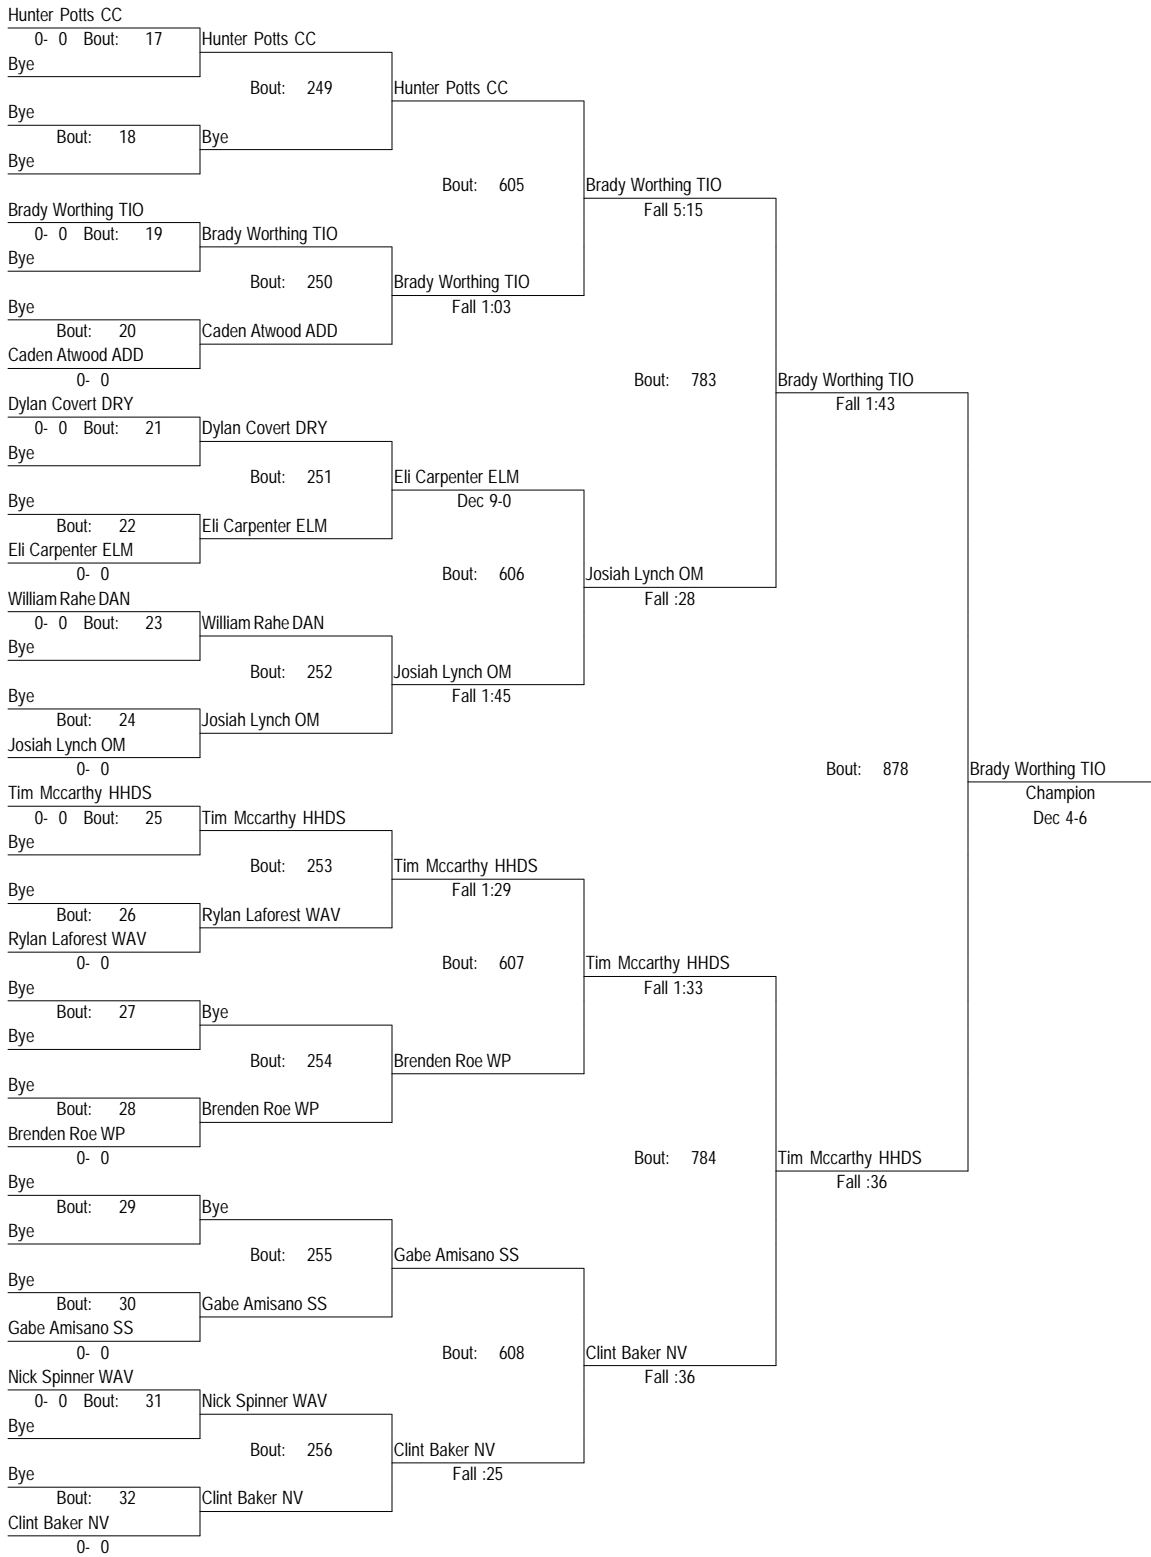 Hunter Potts CC
0- 0 Bout: 17 Hunter Potts CC
Bye
Bout: 249 Hunter Potts CC
Bye
Bout: 18 Bye
Bye
Bout: 605 Brady Worthing TIO
Brady Worthing TIO Fall 5:15
0- 0 Bout: 19 Brady Worthing TIO
Bye
Bout: 250 Brady Worthing TIO
Bye Fall 1:03
Bout: 20 Caden Atwood ADD
Caden Atwood ADD
0- 0 Bout: 783 Brady Worthing TIO
Dylan Covert DRY Fall 1:43
0- 0 Bout: 21 Dylan Covert DRY
Bye
Bout: 251 Eli Carpenter ELM
Bye Dec 9-0
Bout: 22 Eli Carpenter ELM
Eli Carpenter ELM
0- 0 Bout: 606 Josiah Lynch OM
William Rahe DAN Fall :28
0- 0 Bout: 23 William Rahe DAN
Bye
Bout: 252 Josiah Lynch OM
Bye Fall 1:45
Bout: 24 Josiah Lynch OM
Josiah Lynch OM
0- 0 Bout: 878 Brady Worthing TIO
Tim Mccarthy HHDS Champion
0- 0 Bout: 25 Tim Mccarthy HHDS Dec 4-6
Bye
Bout: 253 Tim Mccarthy HHDS
Bye Fall 1:29
Bout: 26 Rylan Laforest WAV
Rylan Laforest WAV
0- 0 Bout: 607 Tim Mccarthy HHDS
Bye Fall 1:33
Bout: 27 Bye
Bye
Bout: 254 Brenden Roe WP
Bye
Bout: 28 Brenden Roe WP
Brenden Roe WP
0- 0 Bout: 784 Tim Mccarthy HHDS
Bye Fall :36
Bout: 29 Bye
Bye
Bout: 255 Gabe Amisano SS
Bye
Bout: 30 Gabe Amisano SS
Gabe Amisano SS
0- 0 Bout: 608 Clint Baker NV
Nick Spinner WAV Fall :36
0- 0 Bout: 31 Nick Spinner WAV
Bye
Bout: 256 Clint Baker NV
Bye Fall :25
Bout: 32 Clint Baker NV
Clint Baker NV
0- 0